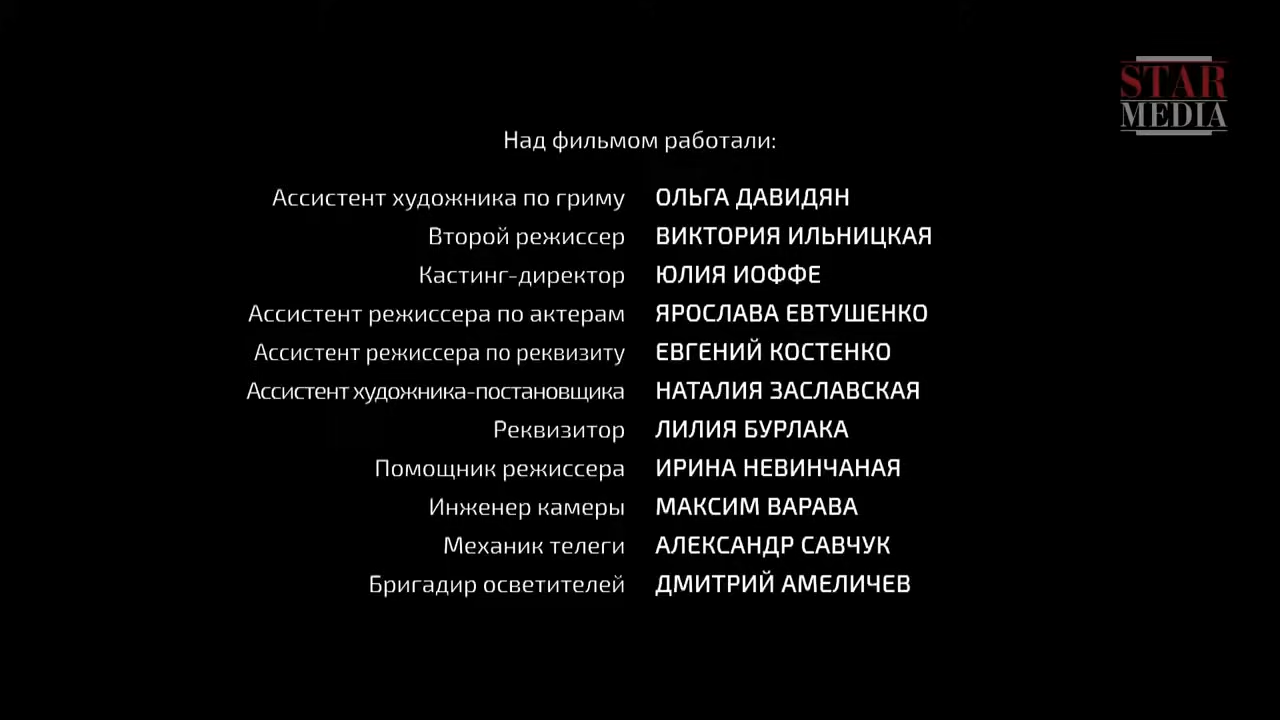 STAR
MEDIA
Над фильмом работали:
Ассистент художника по гриму ОЛЬГА ДАВИДЯН
Второй режиссер ВИКТОРИЯ ИЛЬНИЦКАЯ
Кастинг-директор ЮЛИЯ ИОФФЕ
Ассистент режиссера по актерам ЯРОСЛАВА ЕВТУШЕНКО
Ассистент режиссера по реквизиту ЕВГЕНИЙ КОСТЕНКО
Ассистент художника-постановщика НАТАЛИЯ ЗАСЛАВСКАЯ
Реквизитор ЛИЛИЯ БУРЛАКА
Помощник режиссера ИРИНА НЕВИНЧАНАЯ
Инженер камеры МАКСИМ ВАРАВА
Механик телеги АЛЕКСАНДР САВЧУК
Бригадир осветителей ДМИТРИЙ АМЕЛИЧЕВ